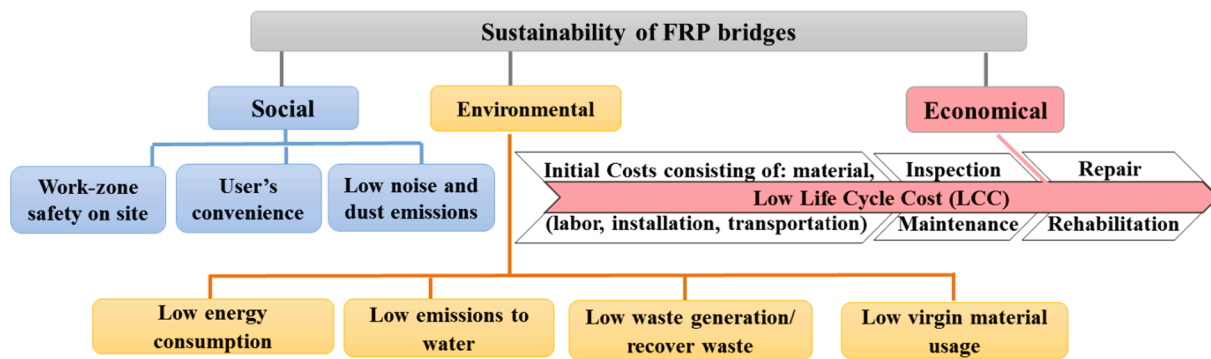 Sustainability of FRP bridges
Social
Environmental
Economical
Work-zone
safety on site
User's
convenience
Low noise and
dust emissions
Initial Costs consisting of: material,
Inspection
Repair
Low Life Cycle Cost (LCC)
(labor, installation, transportation)
Maintenance
Rehabilitation
Low energy
consumption
Low emissions to
water
Low waste generation/
recover waste
Low virgin material
usage